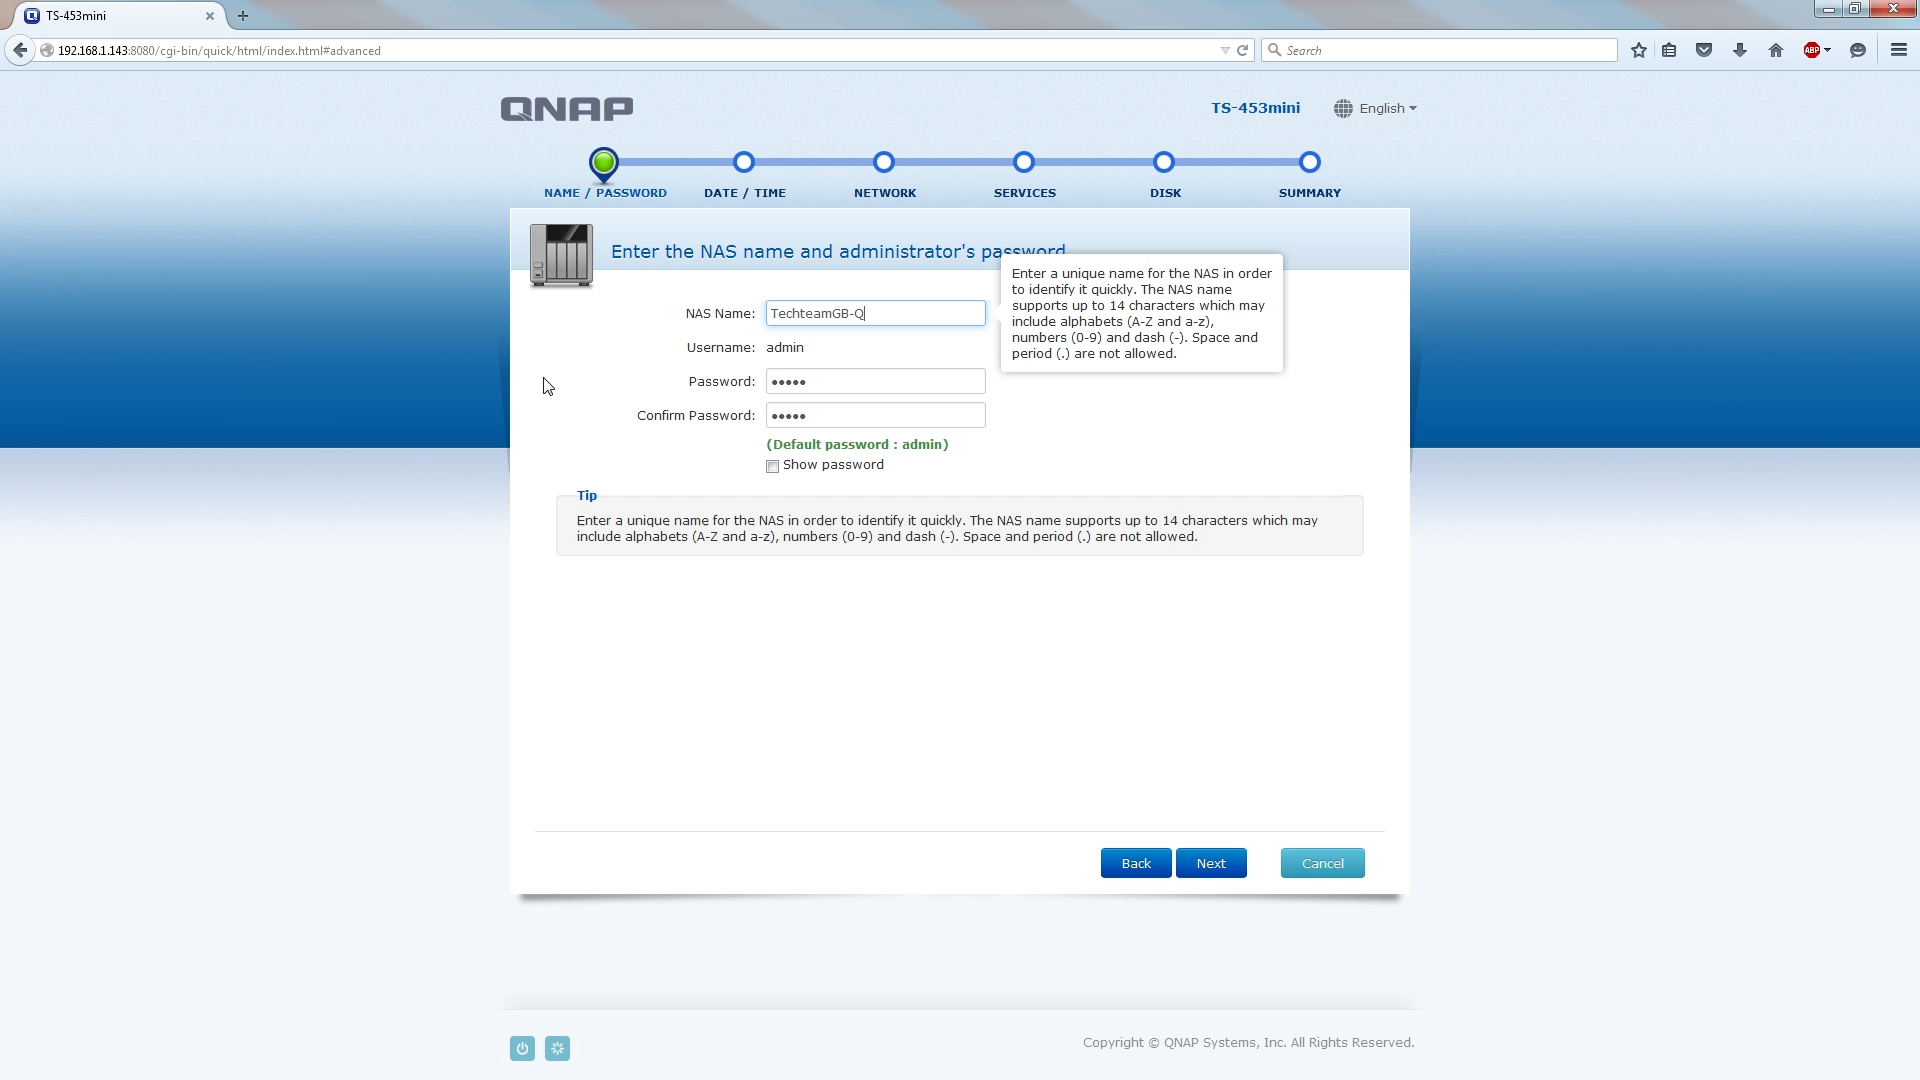 TS-453mini
192.168.1.143:8080/cgi-bin/quick/html/index.html#advanced
Search
ABP
QNAP
TS-453mini
English
NAME / PASSWORD
DATE / TIME
NETWORK
SERVICES
DISK
SUMMARY
Enter the NAS name and administrator's password
Enter a unique name for the NAS in order
to identify it quickly. The NAS name
supports up to 14 characters which may
include alphabets (A-Z and a-z),
numbers (0-9) and dash (-). Space and
period (.) are not allowed.
NAS Name: TechteamGB-Q
Username: admin
Password: •••••
Confirm Password: •••••
(Default password : admin)
Show password
Tip
Enter a unique name for the NAS in order to identify it quickly. The NAS name supports up to 14 characters which may
include alphabets (A-Z and a-z), numbers (0-9) and dash (-). Space and period (.) are not allowed.
Back
Next
Cancel
Copyright © QNAP Systems, Inc. All Rights Reserved.